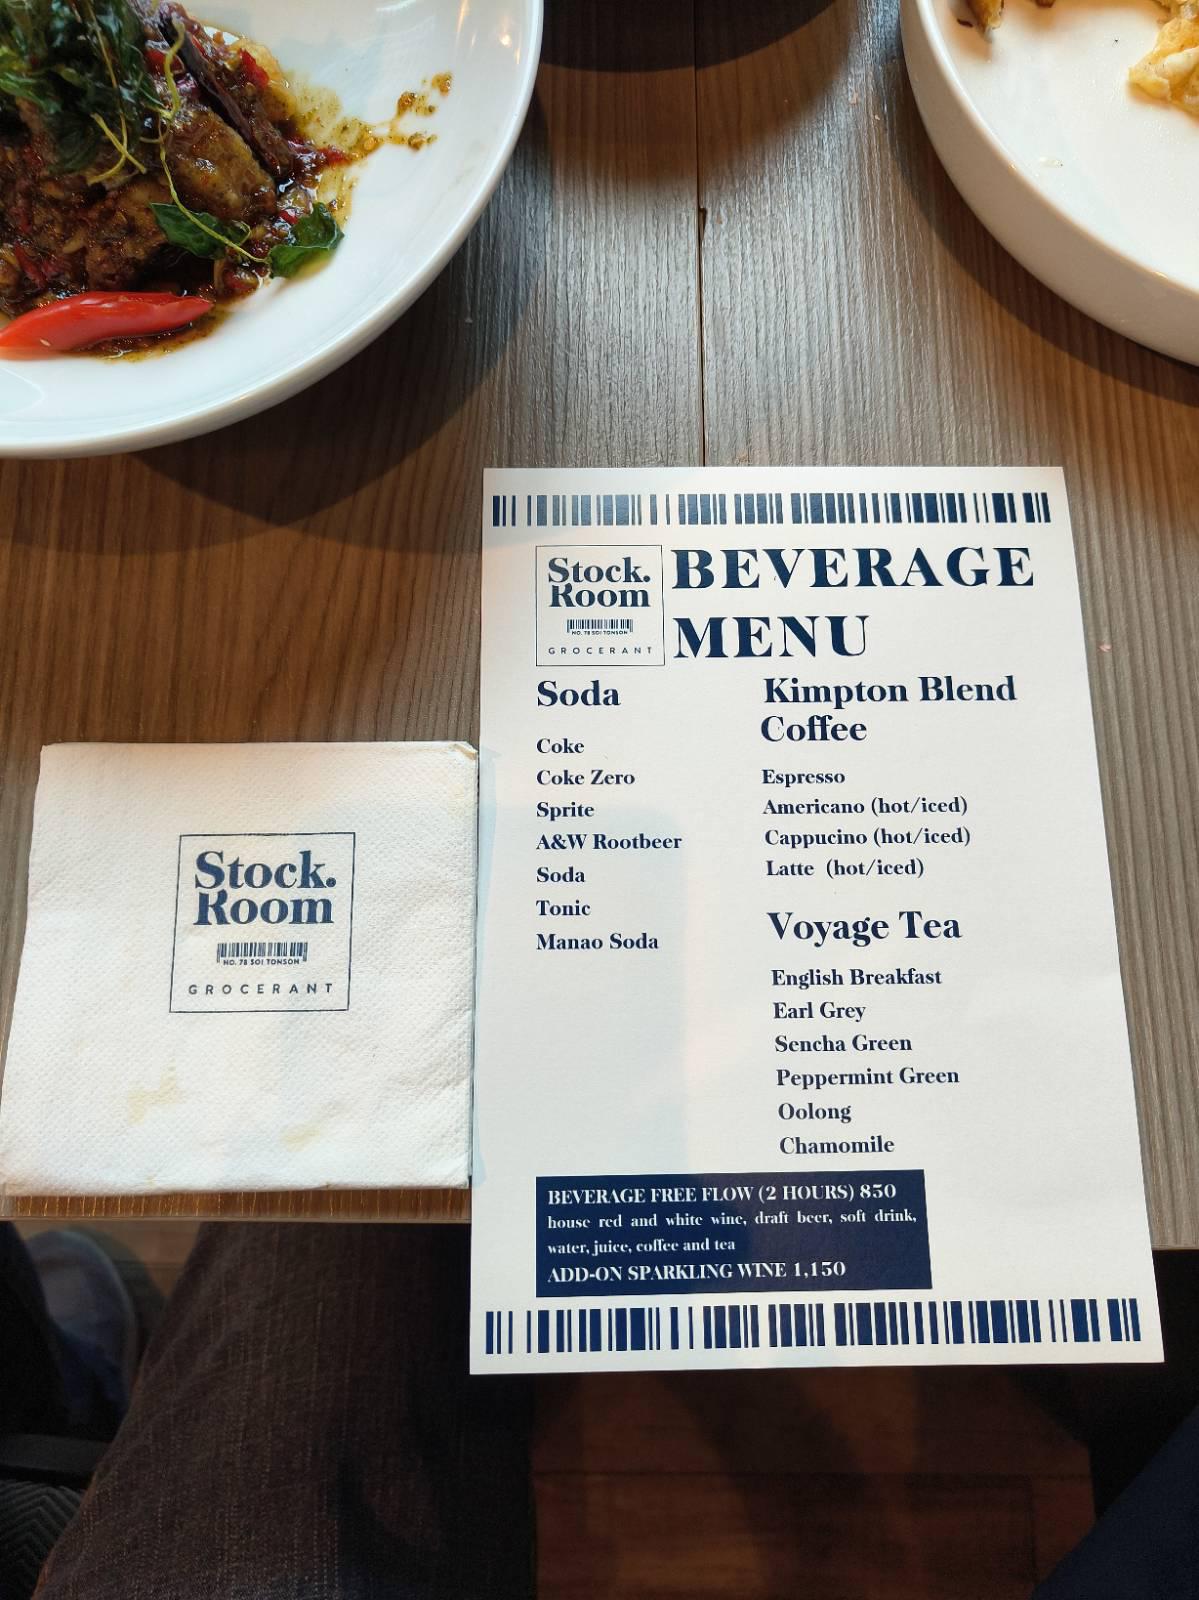 Stock.
Room
NO. 78 SOI TONSON
GROCERANT
BEVERAGE
MENU
Soda
Coke
Coke Zero
Sprite
A&W Rootbeer
Soda
Tonic
Manao Soda
Kimpton Blend
Coffee
Espresso
Americano (hot/iced)
Cappucino (hot/iced)
Latte (hot/iced)
Voyage Tea
English Breakfast
Earl Grey
Sencha Green
Peppermint Green
Oolong
Chamomile
BEVERAGE FREE FLOW (2 HOURS) 850
house red and white wine, draft beer, soft drink,
water, juice, coffee and tea
ADD-ON SPARKLING WINE 1,150
Stock.
Room
NO. 78 SOI TONSON
GROCERANT